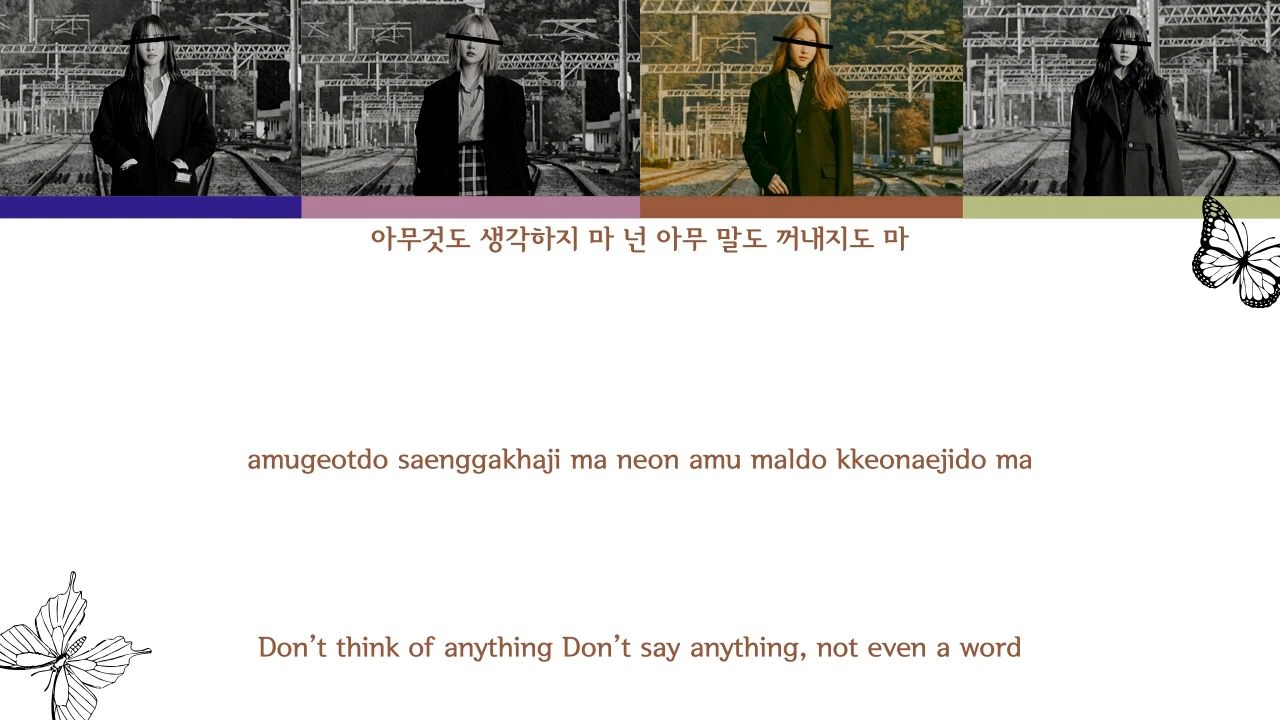 아무것도 생각하지 마 넌 아무 말도 꺼내지도 마
amugeotdo saenggakhaji ma neon amu maldo kkeonaejido ma
Don’t think of anything Don’t say anything, not even a word